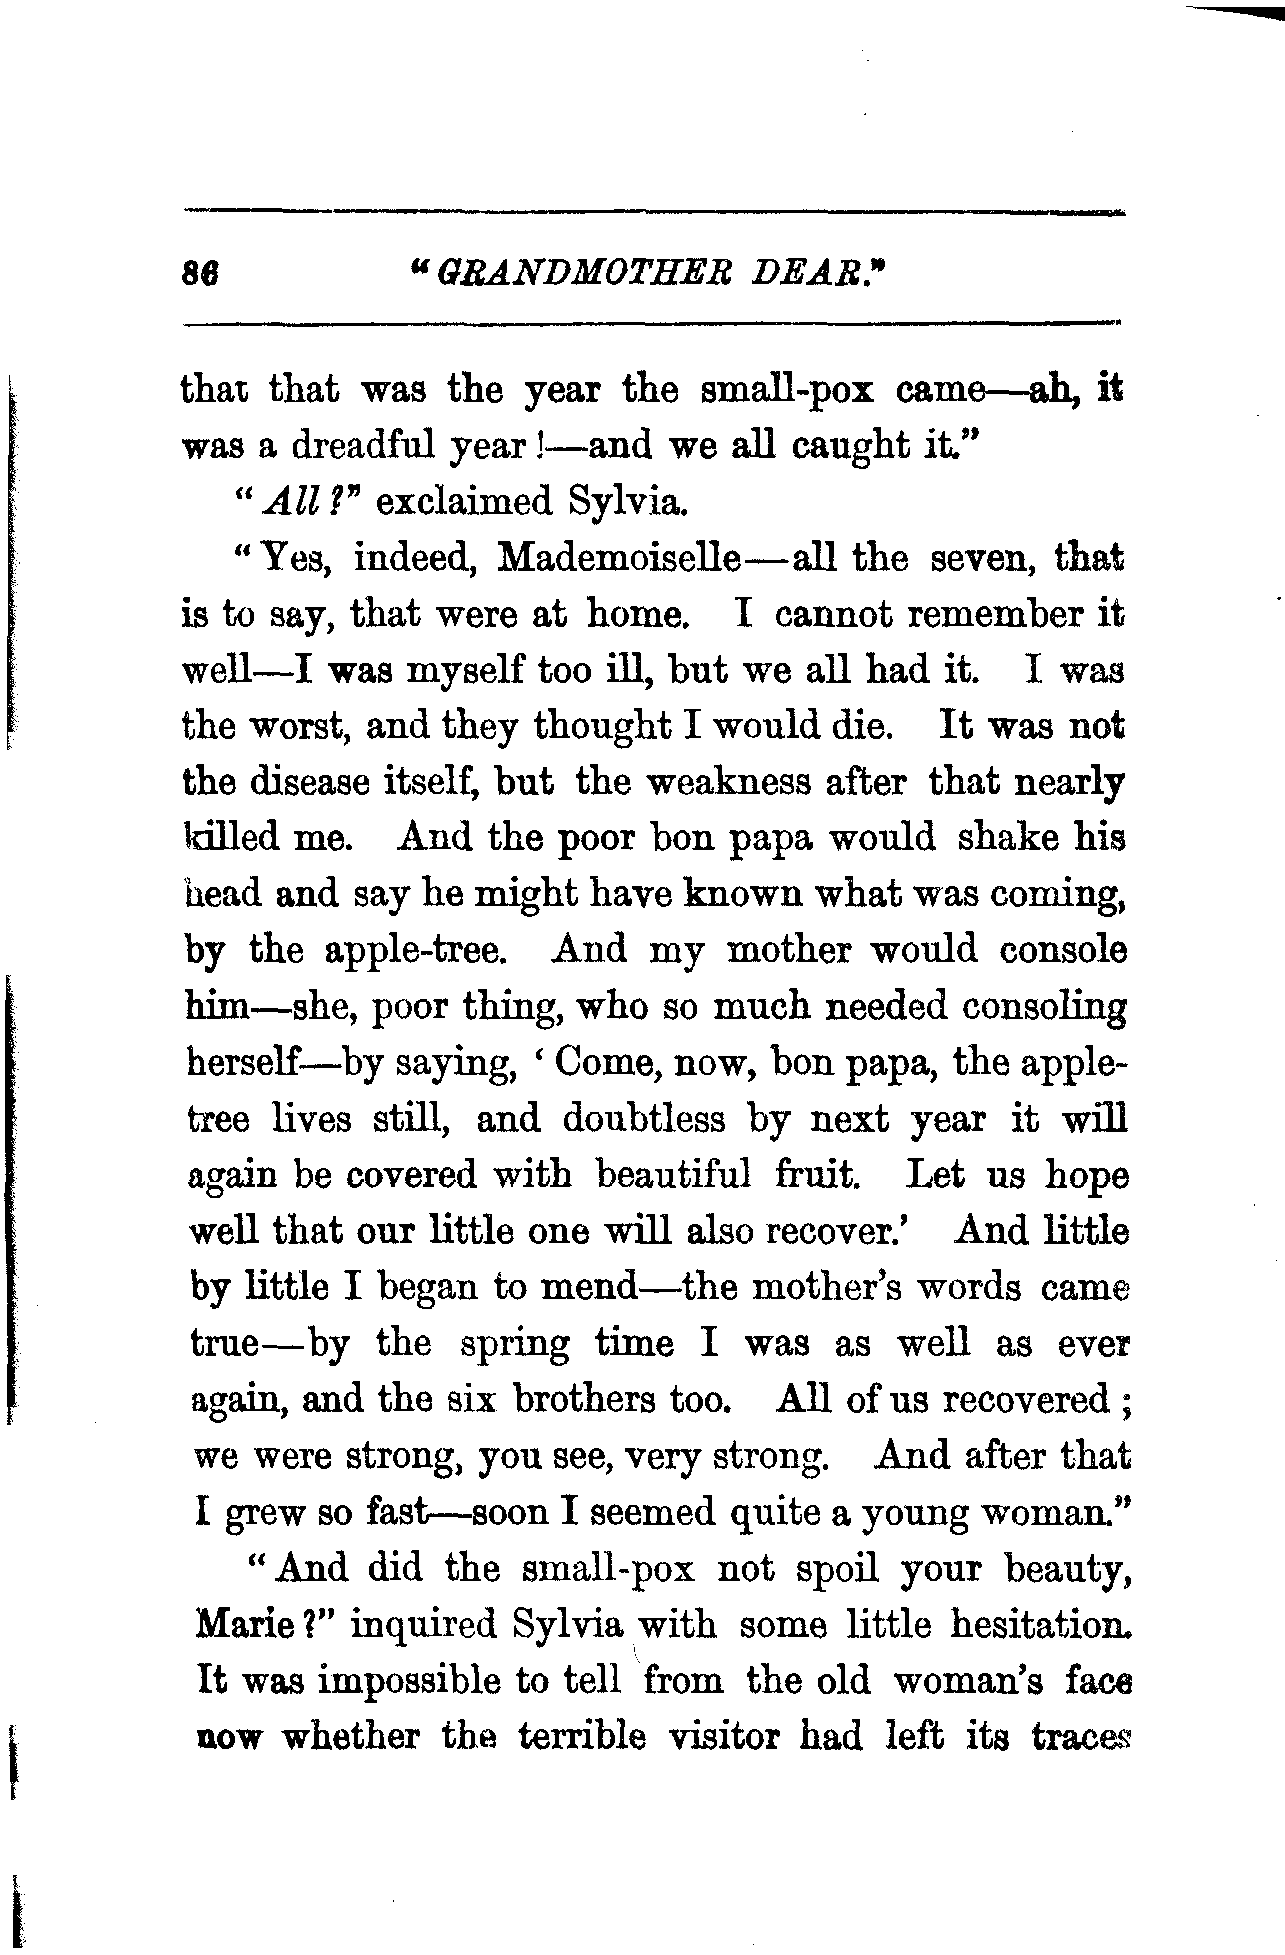 86 "GRANDMOTHER DEAR."
that that was the year the small-pox came—ah, it
was a dreadful year!—and we all caught it."
"All?" exclaimed Sylvia.
"Yes, indeed, Mademoiselle—all the seven, that
is to say, that were at home. I cannot remember it
well—I was myself too ill, but we all had it. I was
the worst, and they thought I would die. It was not
the disease itself, but the weakness after that nearly
killed me. And the poor bon papa would shake his
head and say he might have known what was coming,
by the apple-tree. And my mother would console
him—she, poor thing, who so much needed consoling
herself—by saying, 'Come, now, bon papa, the apple-
tree lives still, and doubtless by next year it will
again be covered with beautiful fruit. Let us hope
well that our little one will also recover.' And little
by little I began to mend—the mother's words came
true—by the spring time I was as well as ever
again, and the six brothers too. All of us recovered;
we were strong, you see, very strong. And after that
I grew so fast—soon I seemed quite a young woman."
"And did the small-pox not spoil your beauty,
Marie?" inquired Sylvia with some little hesitation.
It was impossible to tell from the old woman's face
now whether the terrible visitor had left its traces